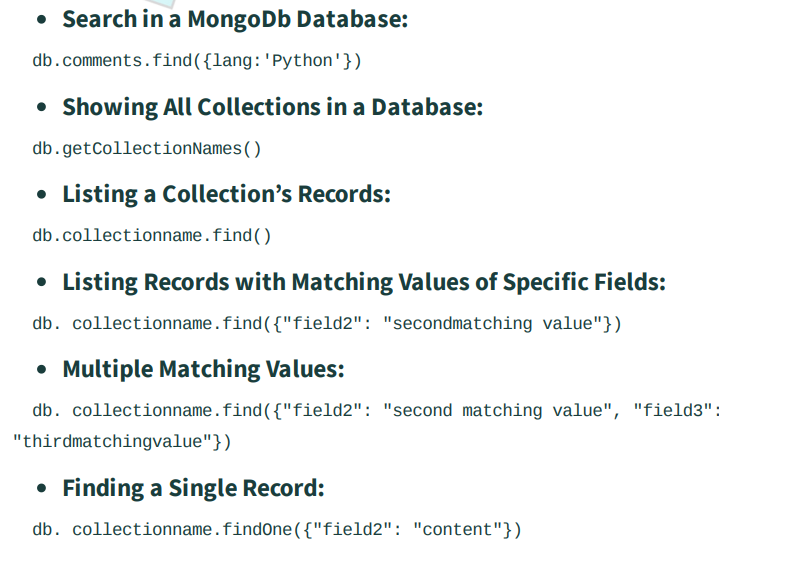 • Search in a MongoDb Database:
db.comments.find({lang:'Python'})
• Showing All Collections in a Database:
db.getCollectionNames()
• Listing a Collection’s Records:
db.collectionname.find()
• Listing Records with Matching Values of Specific Fields:
db. collectionname.find({"field2": "secondmatching value"})
• Multiple Matching Values:
db. collectionname.find({"field2": "second matching value", "field3":
"thirdmatchingvalue"})
• Finding a Single Record:
db. collectionname.findOne({"field2": "content"})